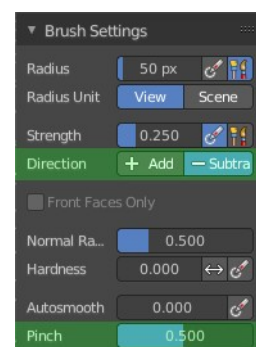 Brush Settings
Radius 50 px
Radius Unit View Scene
Strength 0.250
Direction + Add − Subtra
Front Faces Only
Normal Ra... 0.500
Hardness 0.000
Autosmooth 0.000
Pinch 0.500